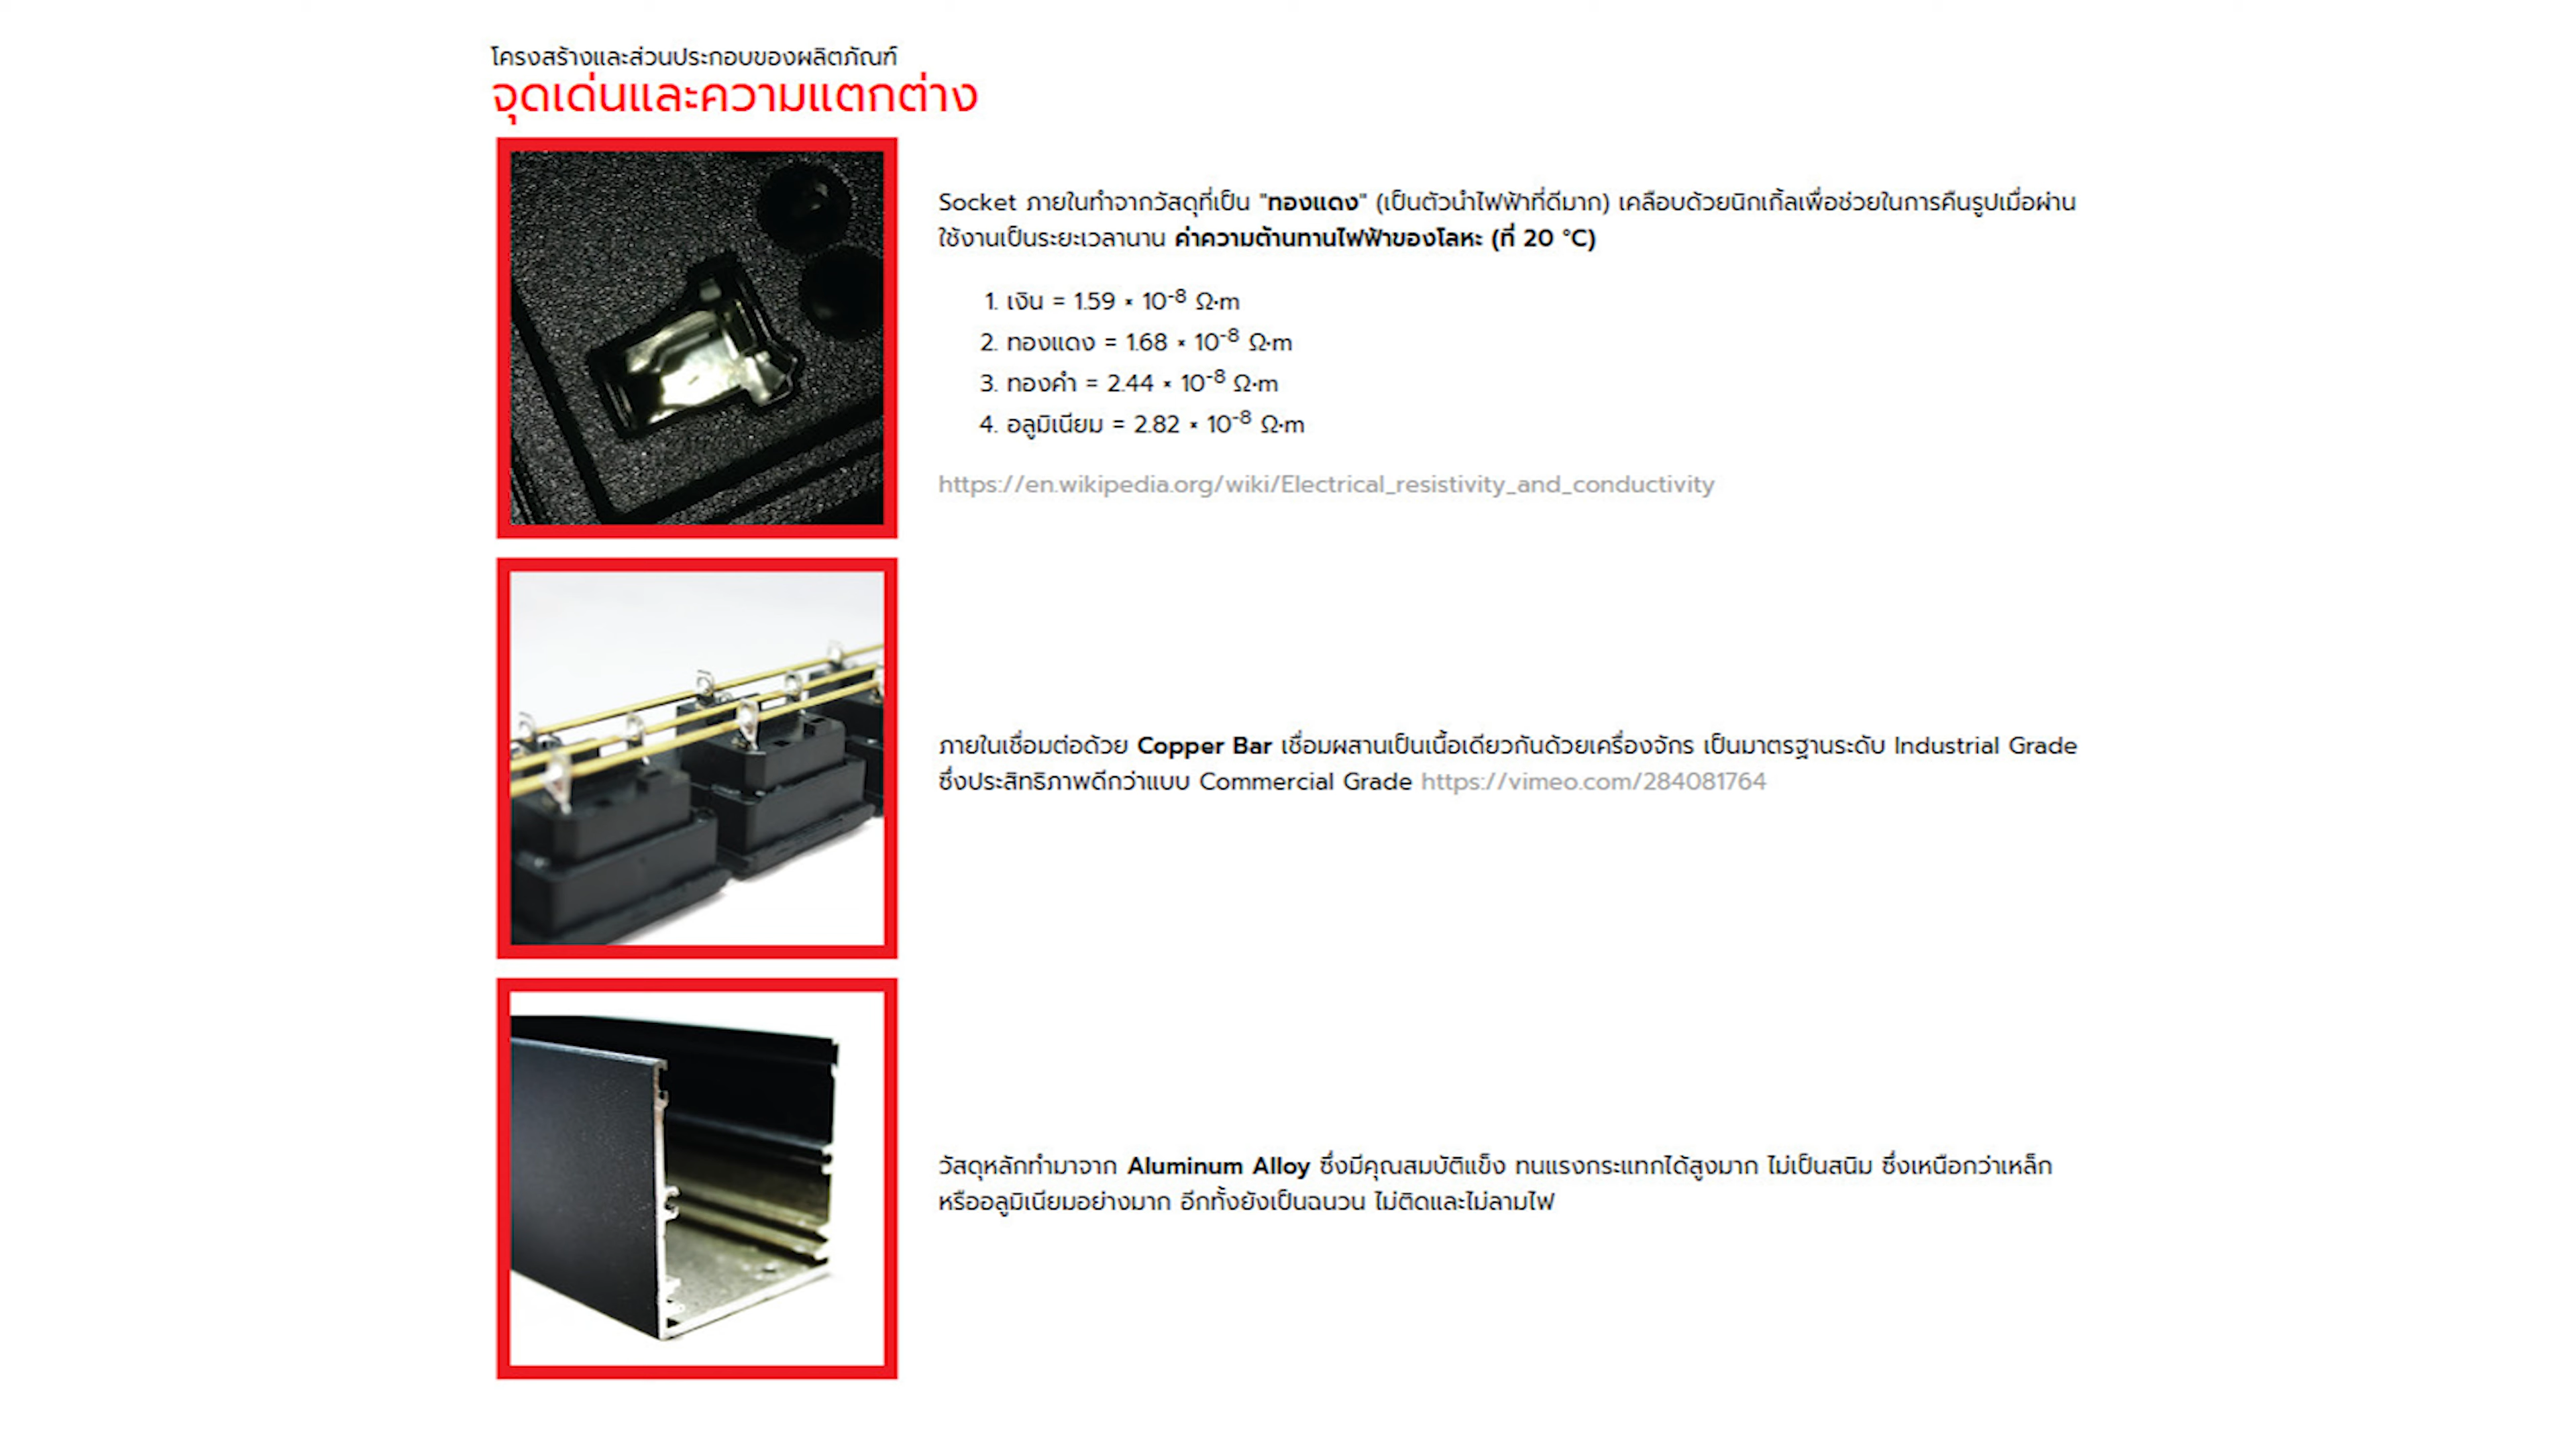 โครงสร้างและส่วนประกอบของผลิตภัณฑ์
จุดเด่นและความแตกต่าง
Socket ภายในทำจากวัสดุที่เป็น "ทองแดง" (เป็นตัวนำไฟฟ้าที่ดีมาก) เคลือบด้วยนิกเกิ้ลเพื่อช่วยในการคืนรูปเมื่อผ่าน
ใช้งานเป็นระยะเวลานาน ค่าความต้านทานไฟฟ้าของโลหะ (ที่ 20 °C)
1. เงิน = 1.59 × 10⁻⁸ Ω·m
2. ทองแดง = 1.68 × 10⁻⁸ Ω·m
3. ทองคำ = 2.44 × 10⁻⁸ Ω·m
4. อลูมิเนียม = 2.82 × 10⁻⁸ Ω·m
https://en.wikipedia.org/wiki/Electrical_resistivity_and_conductivity
ภายในเชื่อมต่อด้วย Copper Bar เชื่อมผสานเป็นเนื้อเดียวกันด้วยเครื่องจักร เป็นมาตรฐานระดับ Industrial Grade
ซึ่งประสิทธิภาพดีกว่าแบบ Commercial Grade https://vimeo.com/284081764
วัสดุหลักทำมาจาก Aluminum Alloy ซึ่งมีคุณสมบัติแข็ง ทนแรงกระแทกได้สูงมาก ไม่เป็นสนิม ซึ่งเหนือกว่าเหล็ก
หรืออลูมิเนียมอย่างมาก อีกทั้งยังเป็นฉนวน ไม่ติดและไม่ลามไฟ